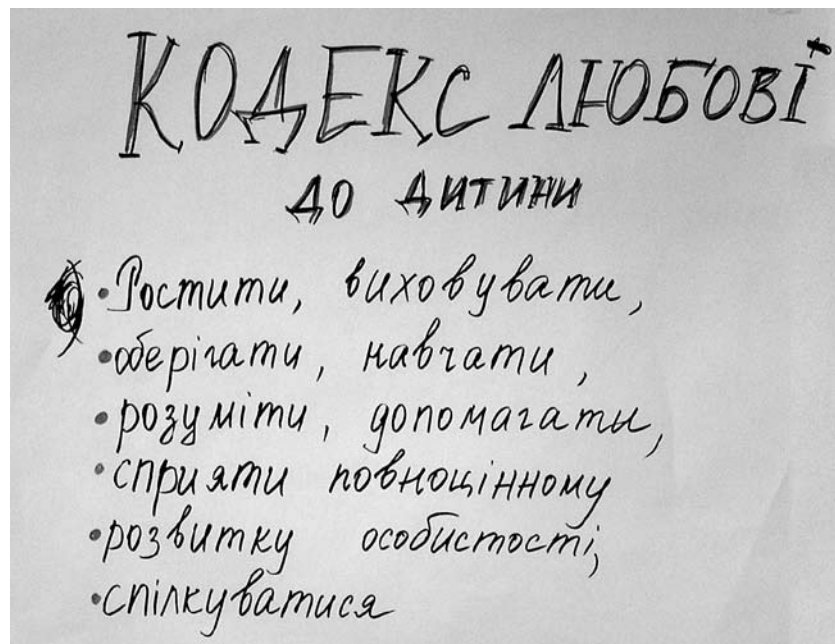 КОДЕКС ЛЮБОВІ
до дитини
• Ростити, виховувати,
• оберігати, навчати,
• розуміти, допомагати,
• сприяти повноцінному
• розвитку особистості,
• спілкуватися